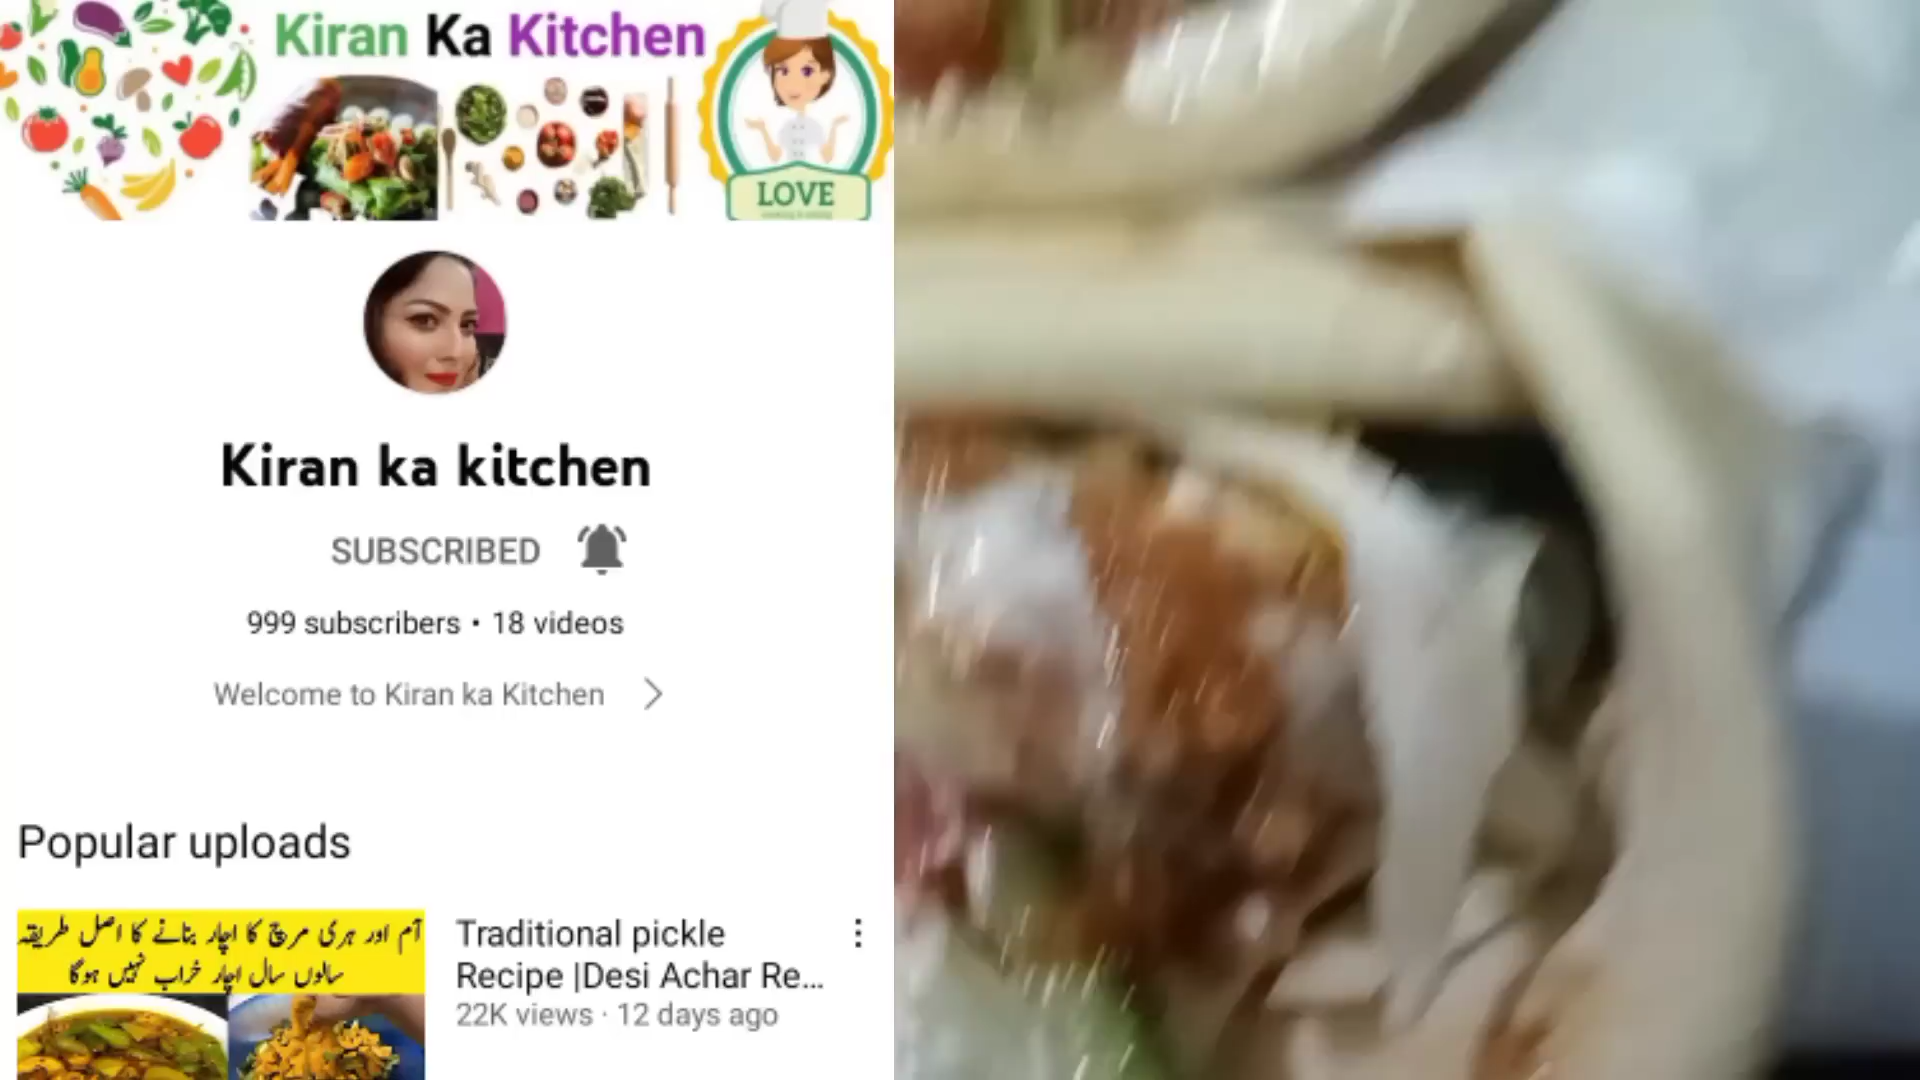 Kiran Ka Kitchen
LOVE
Kiran ka kitchen
SUBSCRIBED
999 subscribers • 18 videos
Welcome to Kiran ka Kitchen
Popular uploads
آم اور ہری مرچ کا اچار بنانے کا اصل طریقہ
سالوں سال اچار خراب نہیں ہوگا
Traditional pickle
Recipe |Desi Achar Re...
22K views · 12 days ago